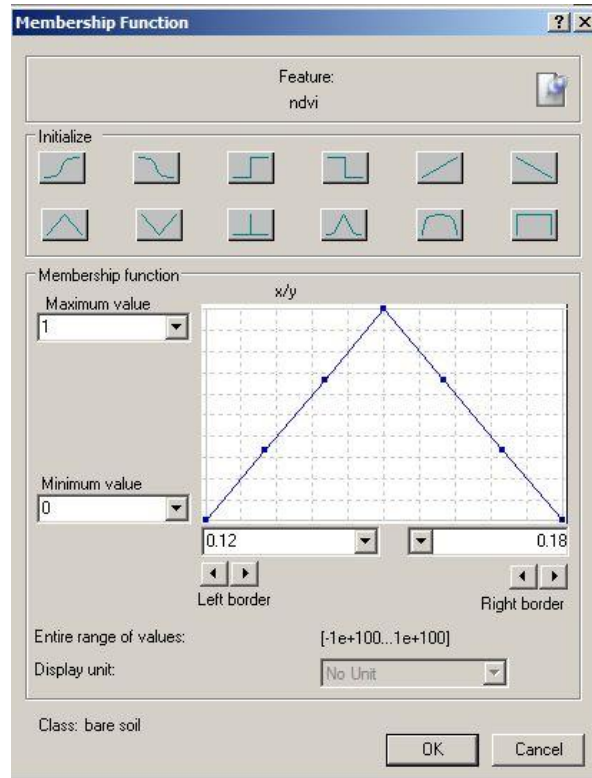 Membership Function
Feature:
ndvi
Initialize
Membership function
x/y
Maximum value
1
Minimum value
0
0.12
0.18
Left border
Right border
Entire range of values:
[-1e+100...1e+100]
Display unit:
No Unit
Class: bare soil
OK
Cancel